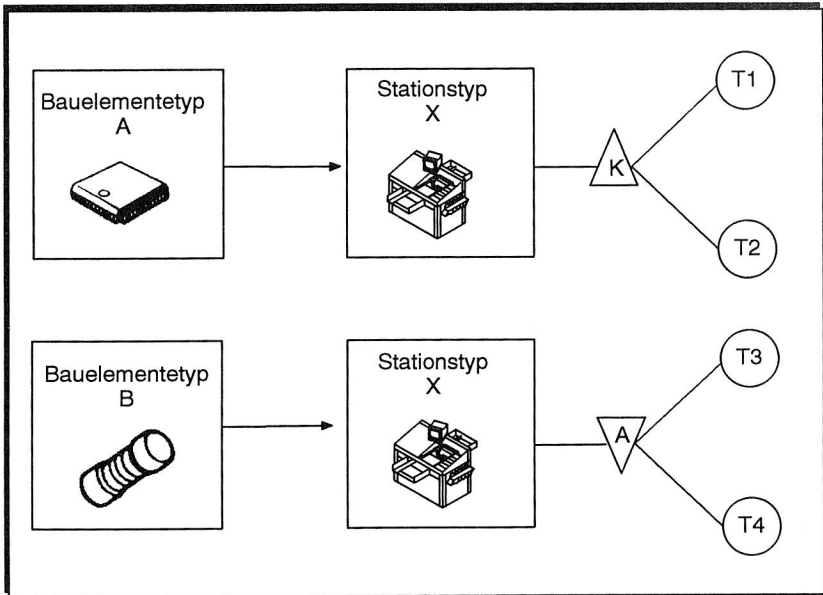 Bauelementetyp
A
Stationstyp
X
K
T1
T2
Bauelementetyp
B
Stationstyp
X
A
T3
T4